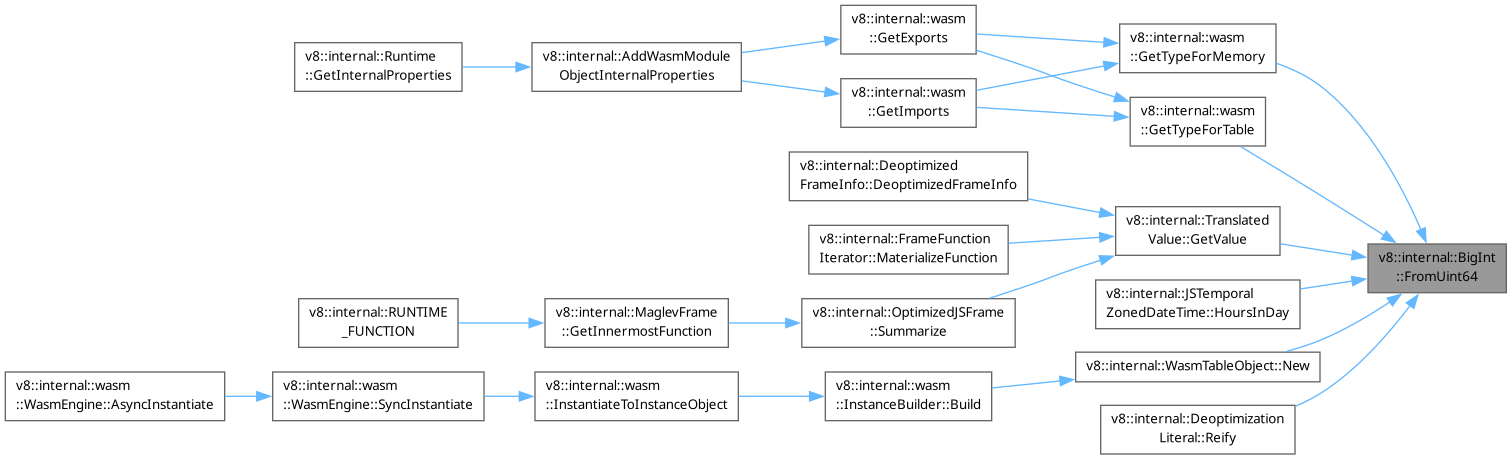 v8::internal::wasm
::GetExports
v8::internal::wasm
::GetTypeForMemory
v8::internal::Runtime
::GetInternalProperties
v8::internal::AddWasmModule
ObjectInternalProperties
v8::internal::wasm
::GetImports
v8::internal::wasm
::GetTypeForTable
v8::internal::Deoptimized
FrameInfo::DeoptimizedFrameInfo
v8::internal::Translated
Value::GetValue
v8::internal::FrameFunction
Iterator::MaterializeFunction
v8::internal::BigInt
::FromUint64
v8::internal::JSTemporal
ZonedDateTime::HoursInDay
v8::internal::RUNTIME
_FUNCTION
v8::internal::MaglevFrame
::GetInnermostFunction
v8::internal::OptimizedJSFrame
::Summarize
v8::internal::WasmTableObject::New
v8::internal::wasm
::WasmEngine::AsyncInstantiate
v8::internal::wasm
::WasmEngine::SyncInstantiate
v8::internal::wasm
::InstantiateToInstanceObject
v8::internal::wasm
::InstanceBuilder::Build
v8::internal::Deoptimization
Literal::Reify